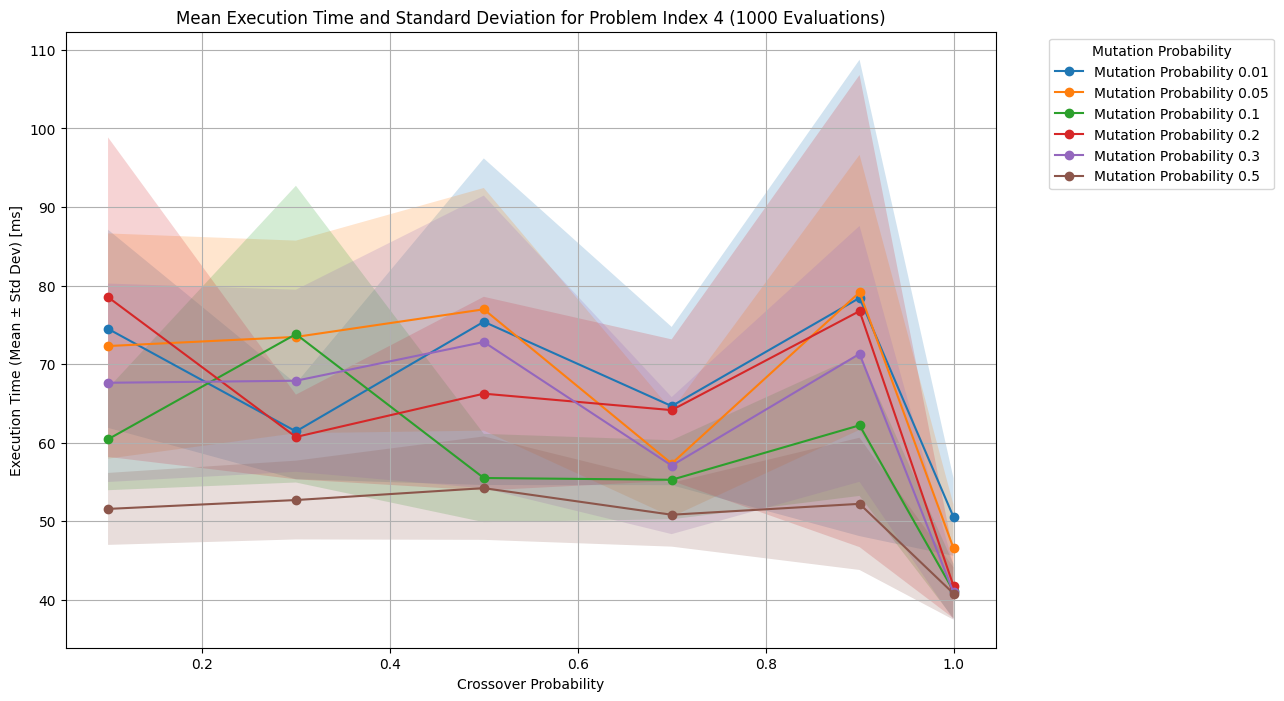 Mean Execution Time and Standard Deviation for Problem Index 4 (1000 Evaluations)
Execution Time (Mean ± Std Dev) [ms]
110
100
90
80
70
60
50
40
0.2
0.4
0.6
0.8
1.0
Crossover Probability
Mutation Probability
Mutation Probability 0.01
Mutation Probability 0.05
Mutation Probability 0.1
Mutation Probability 0.2
Mutation Probability 0.3
Mutation Probability 0.5